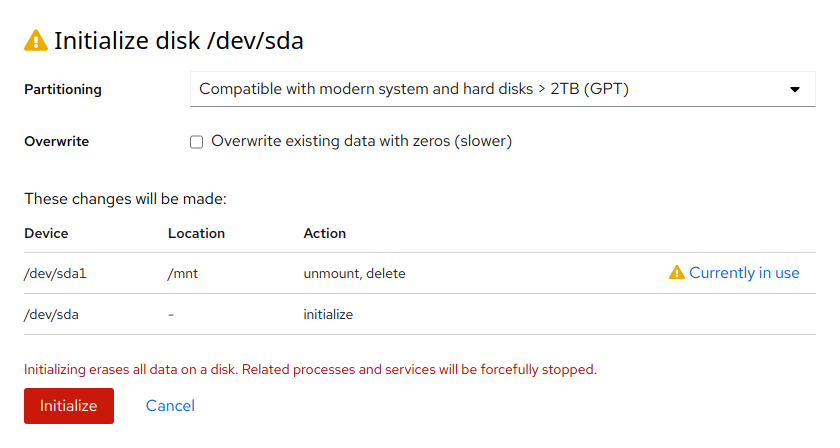 Initialize disk /dev/sda
Partitioning Compatible with modern system and hard disks > 2TB (GPT)
Overwrite Overwrite existing data with zeros (slower)
These changes will be made:
Device Location Action
/dev/sda1 /mnt unmount, delete Currently in use
/dev/sda - initialize
Initializing erases all data on a disk. Related processes and services will be forcefully stopped.
Initialize Cancel